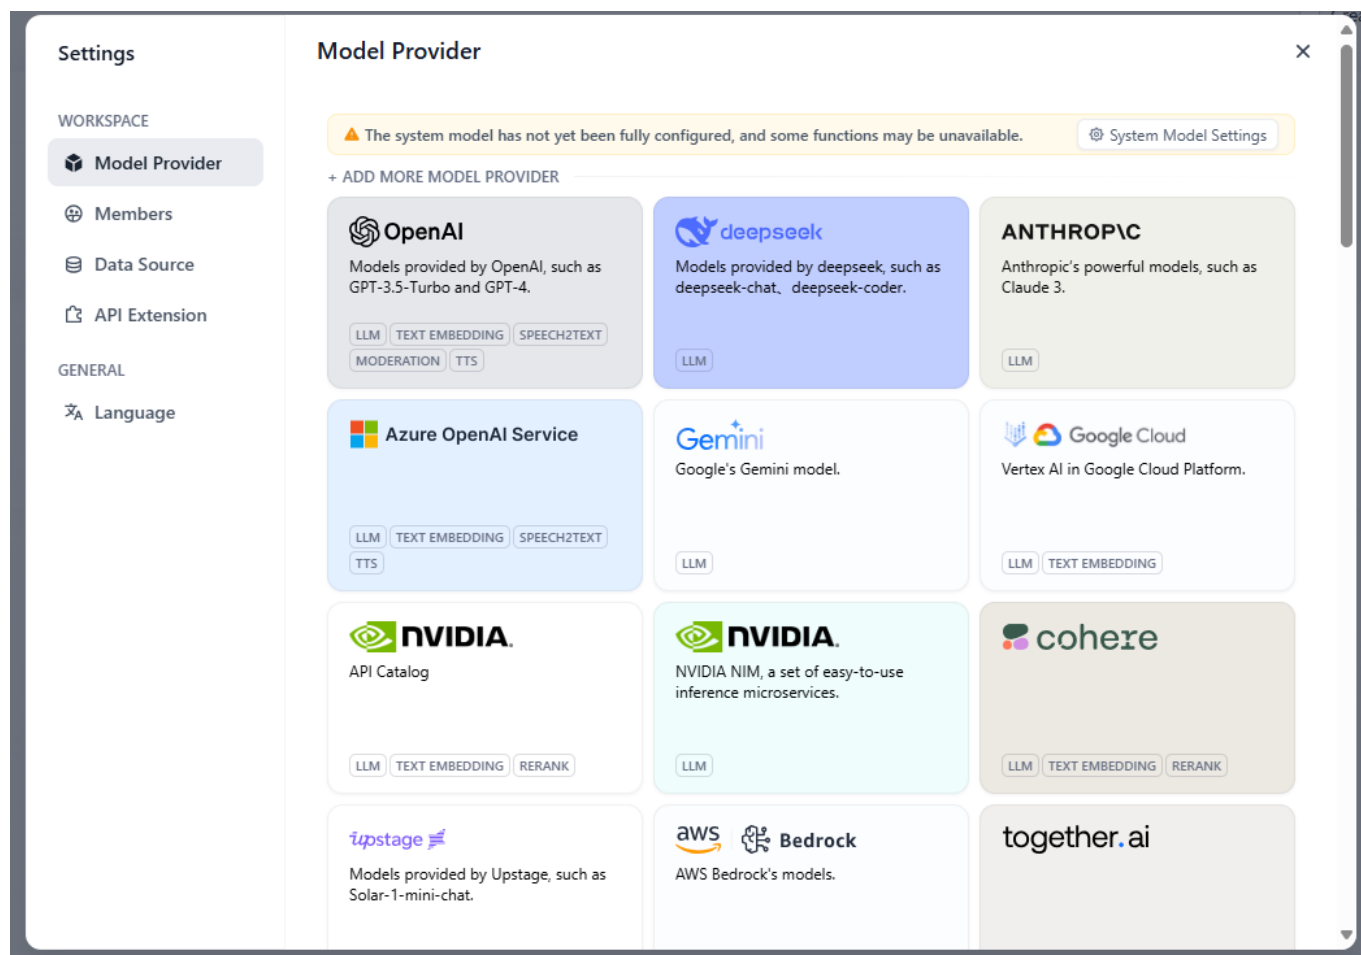 Settings
Model Provider
WORKSPACE
Model Provider
Members
Data Source
API Extension
GENERAL
Language
The system model has not yet been fully configured, and some functions may be unavailable.
System Model Settings
+ ADD MORE MODEL PROVIDER
OpenAI
Models provided by OpenAI, such as
GPT-3.5-Turbo and GPT-4.
LLM TEXT EMBEDDING SPEECH2TEXT
MODERATION TTS
deepseek
Models provided by deepseek, such as
deepseek-chat、deepseek-coder.
LLM
ANTHROP\C
Anthropic's powerful models, such as
Claude 3.
LLM
Azure OpenAI Service
LLM TEXT EMBEDDING SPEECH2TEXT
TTS
Gemini
Google's Gemini model.
LLM
Google Cloud
Vertex AI in Google Cloud Platform.
LLM TEXT EMBEDDING
NVIDIA.
API Catalog
LLM TEXT EMBEDDING RERANK
NVIDIA.
NVIDIA NIM, a set of easy-to-use
inference microservices.
LLM
cohere
LLM TEXT EMBEDDING RERANK
upstage
Models provided by Upstage, such as
Solar-1-mini-chat.
aws Bedrock
AWS Bedrock's models.
together.ai